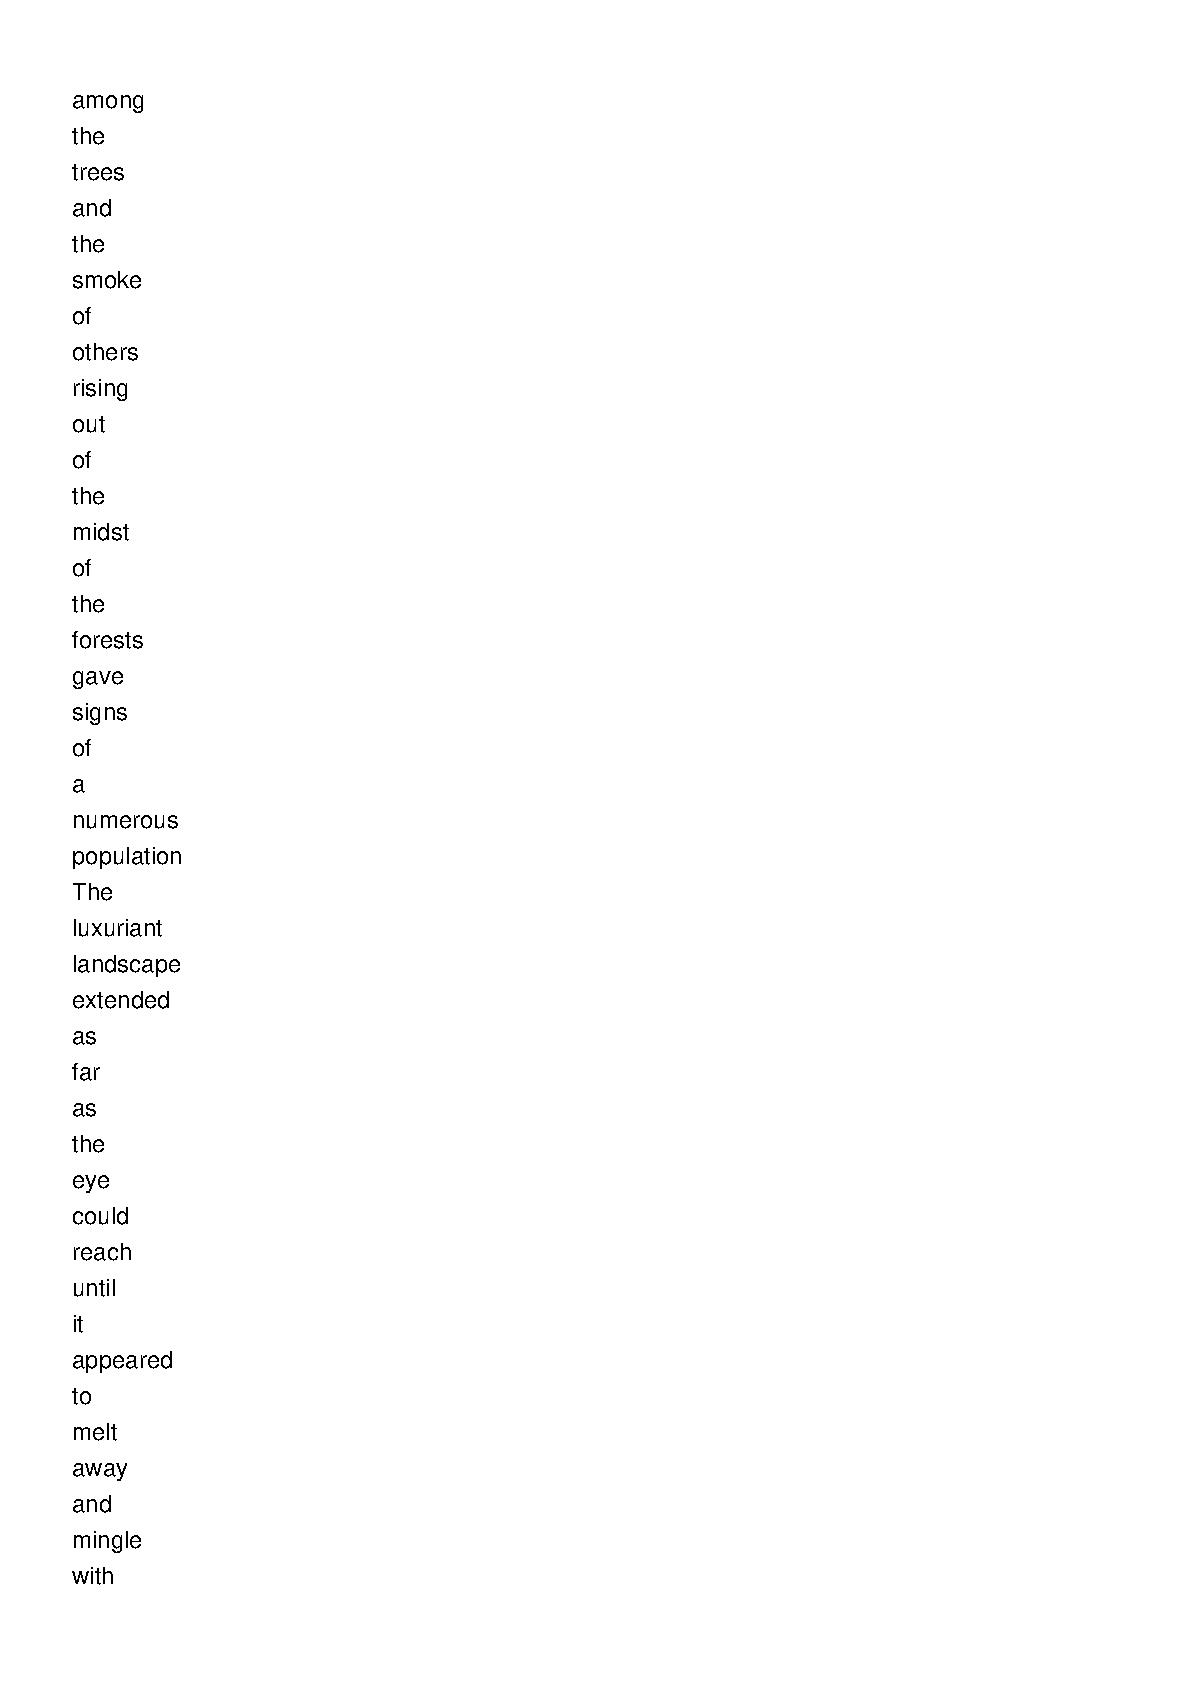 among
the
trees
and
the
smoke
of
others
rising
out
of
the
midst
of
the
forests
gave
signs
of
a
numerous
population
The
luxuriant
landscape
extended
as
far
as
the
eye
could
reach
until
it
appeared
to
melt
away
and
mingle
with